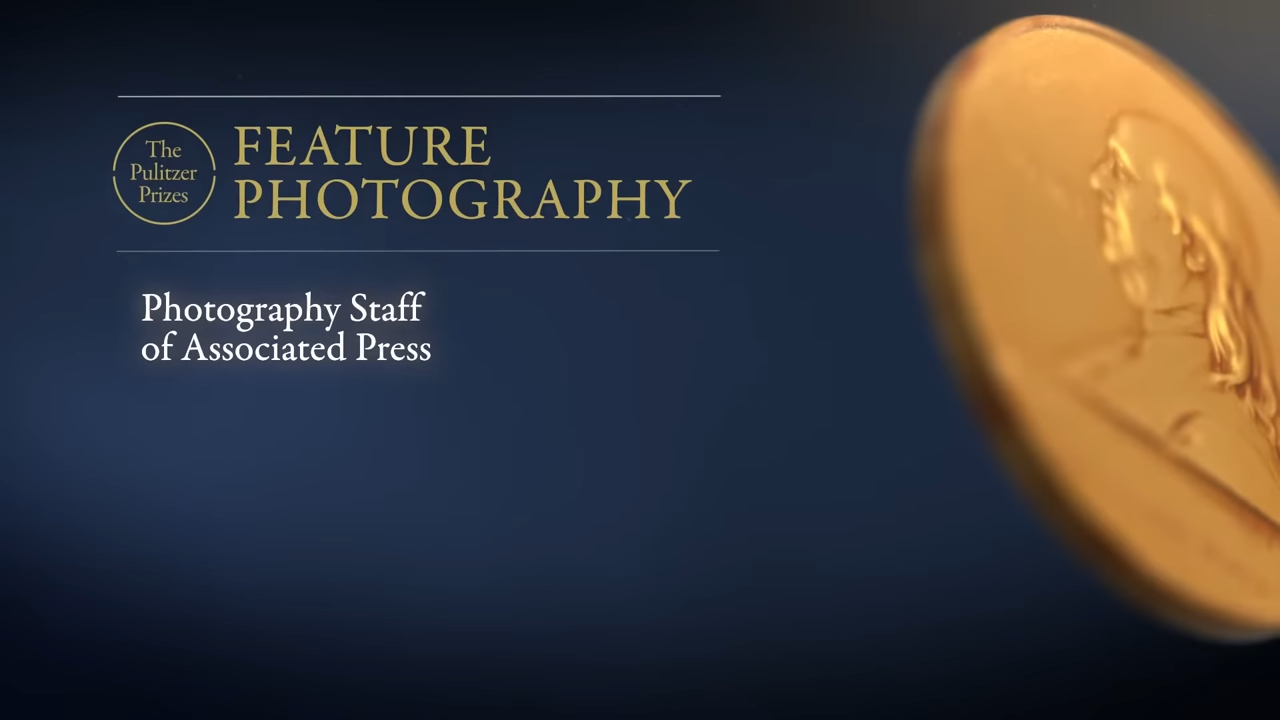 The
Pulitzer
Prizes
FEATURE
PHOTOGRAPHY
Photography Staff
of Associated Press